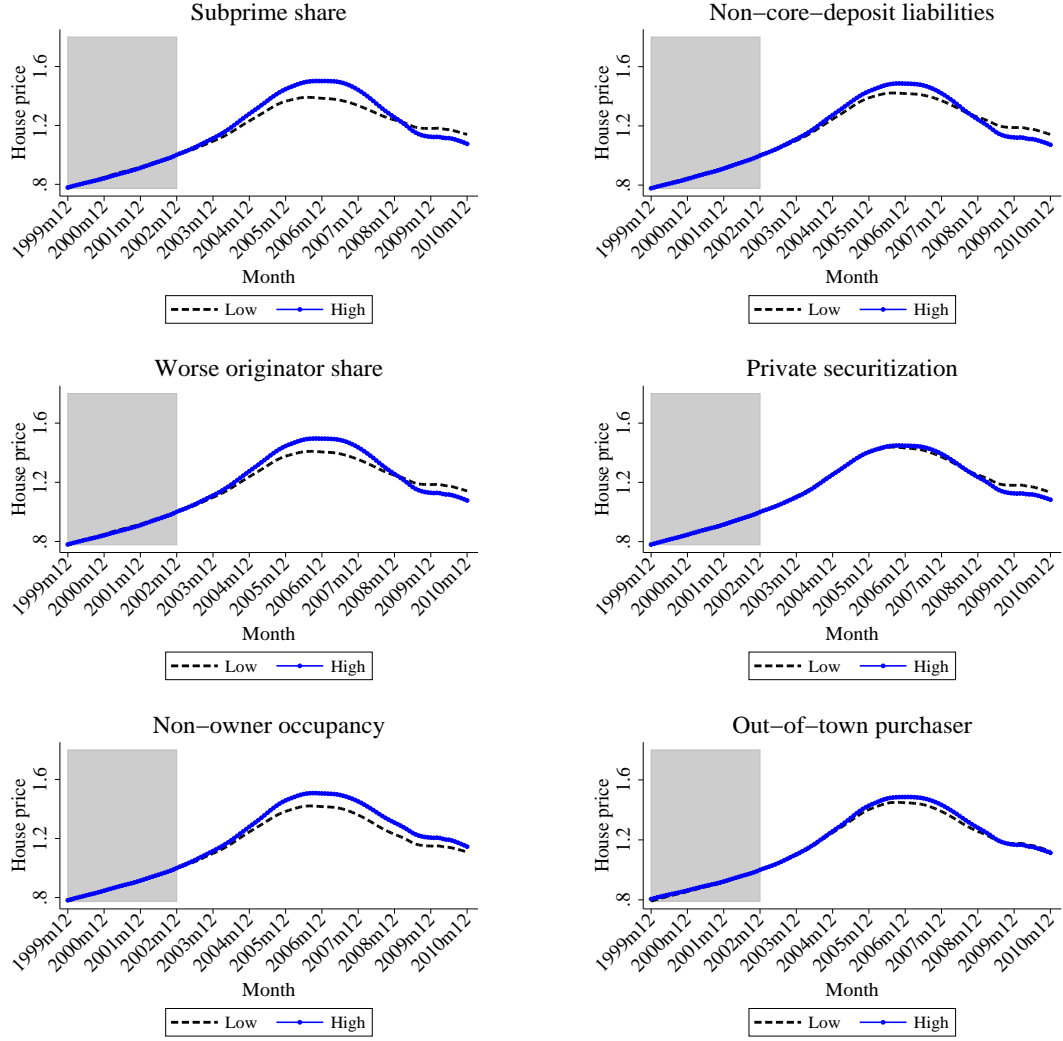 Subprime share
House price
1.6
1.2
.8
1999m12 2000m12 2001m12 2002m12 2003m12 2004m12 2005m12 2006m12 2007m12 2008m12 2009m12 2010m12
Month
Low High
Non−core−deposit liabilities
House price
1.6
1.2
.8
1999m12 2000m12 2001m12 2002m12 2003m12 2004m12 2005m12 2006m12 2007m12 2008m12 2009m12 2010m12
Month
Low High
Worse originator share
House price
1.6
1.2
.8
1999m12 2000m12 2001m12 2002m12 2003m12 2004m12 2005m12 2006m12 2007m12 2008m12 2009m12 2010m12
Month
Low High
Private securitization
House price
1.6
1.2
.8
1999m12 2000m12 2001m12 2002m12 2003m12 2004m12 2005m12 2006m12 2007m12 2008m12 2009m12 2010m12
Month
Low High
Non−owner occupancy
House price
1.6
1.2
.8
1999m12 2000m12 2001m12 2002m12 2003m12 2004m12 2005m12 2006m12 2007m12 2008m12 2009m12 2010m12
Month
Low High
Out−of−town purchaser
House price
1.6
1.2
.8
1999m12 2000m12 2001m12 2002m12 2003m12 2004m12 2005m12 2006m12 2007m12 2008m12 2009m12 2010m12
Month
Low High